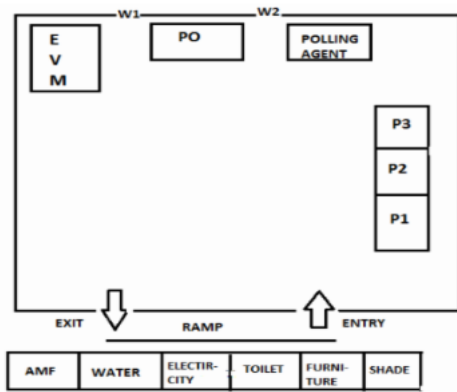 W1
W2
E
V
M
PO
POLLING
AGENT
P3
P2
P1
EXIT
RAMP
ENTRY
AMF
WATER
ELECTIR-
CITY
TOILET
FURNI-
TURE
SHADE